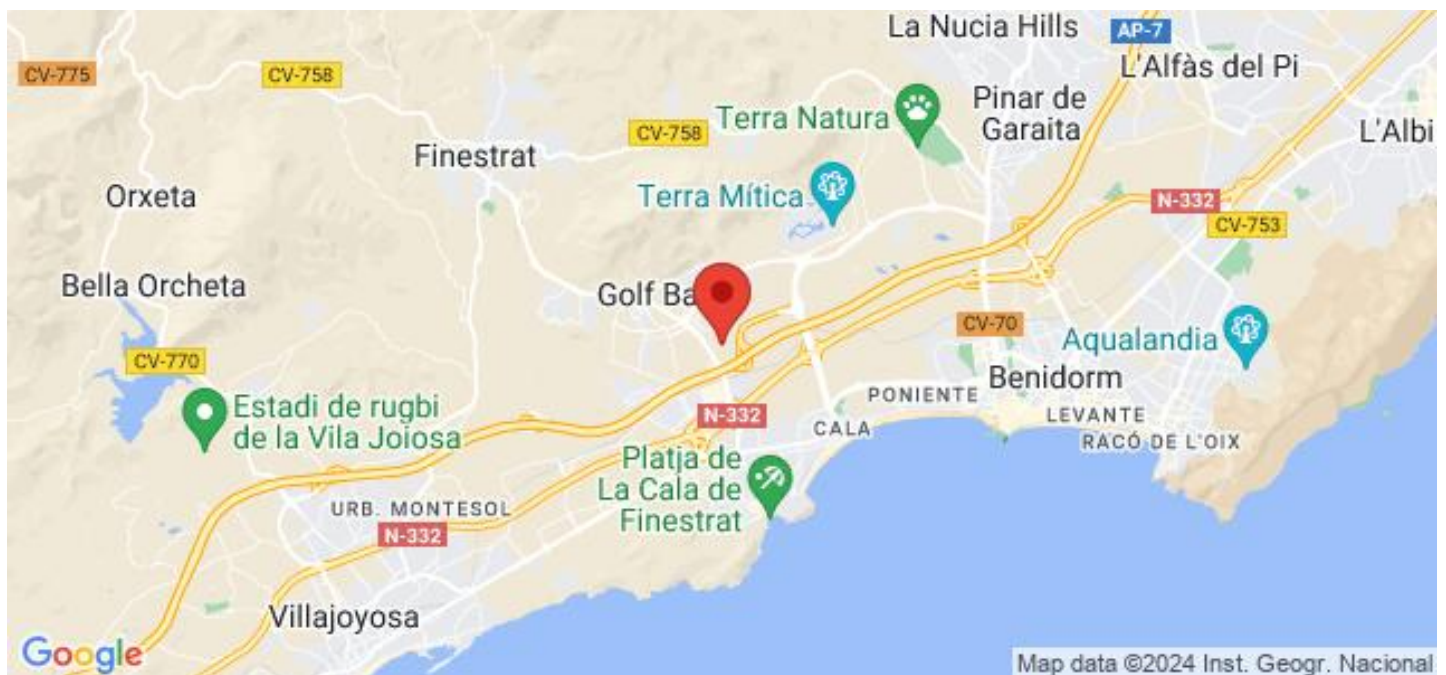 La Nucia Hills
AP-7
L'Alfàs del Pi
CV-775
CV-758
Terra Natura
Pinar de
Garaita
CV-758
L'Albi
Finestrat
Orxeta
Terra Mítica
N-332
CV-753
Bella Orcheta
Golf Ba
CV-70
Aqualandia
CV-770
Benidorm
PONIENTE
LEVANTE
Estadi de rugbi
de la Vila Joiosa
N-332
CALA
RACÓ DE L'OIX
Platja de
La Cala de
Finestrat
URB. MONTESOL
N-332
Villajoyosa
Google
Map data ©2024 Inst. Geogr. Nacional